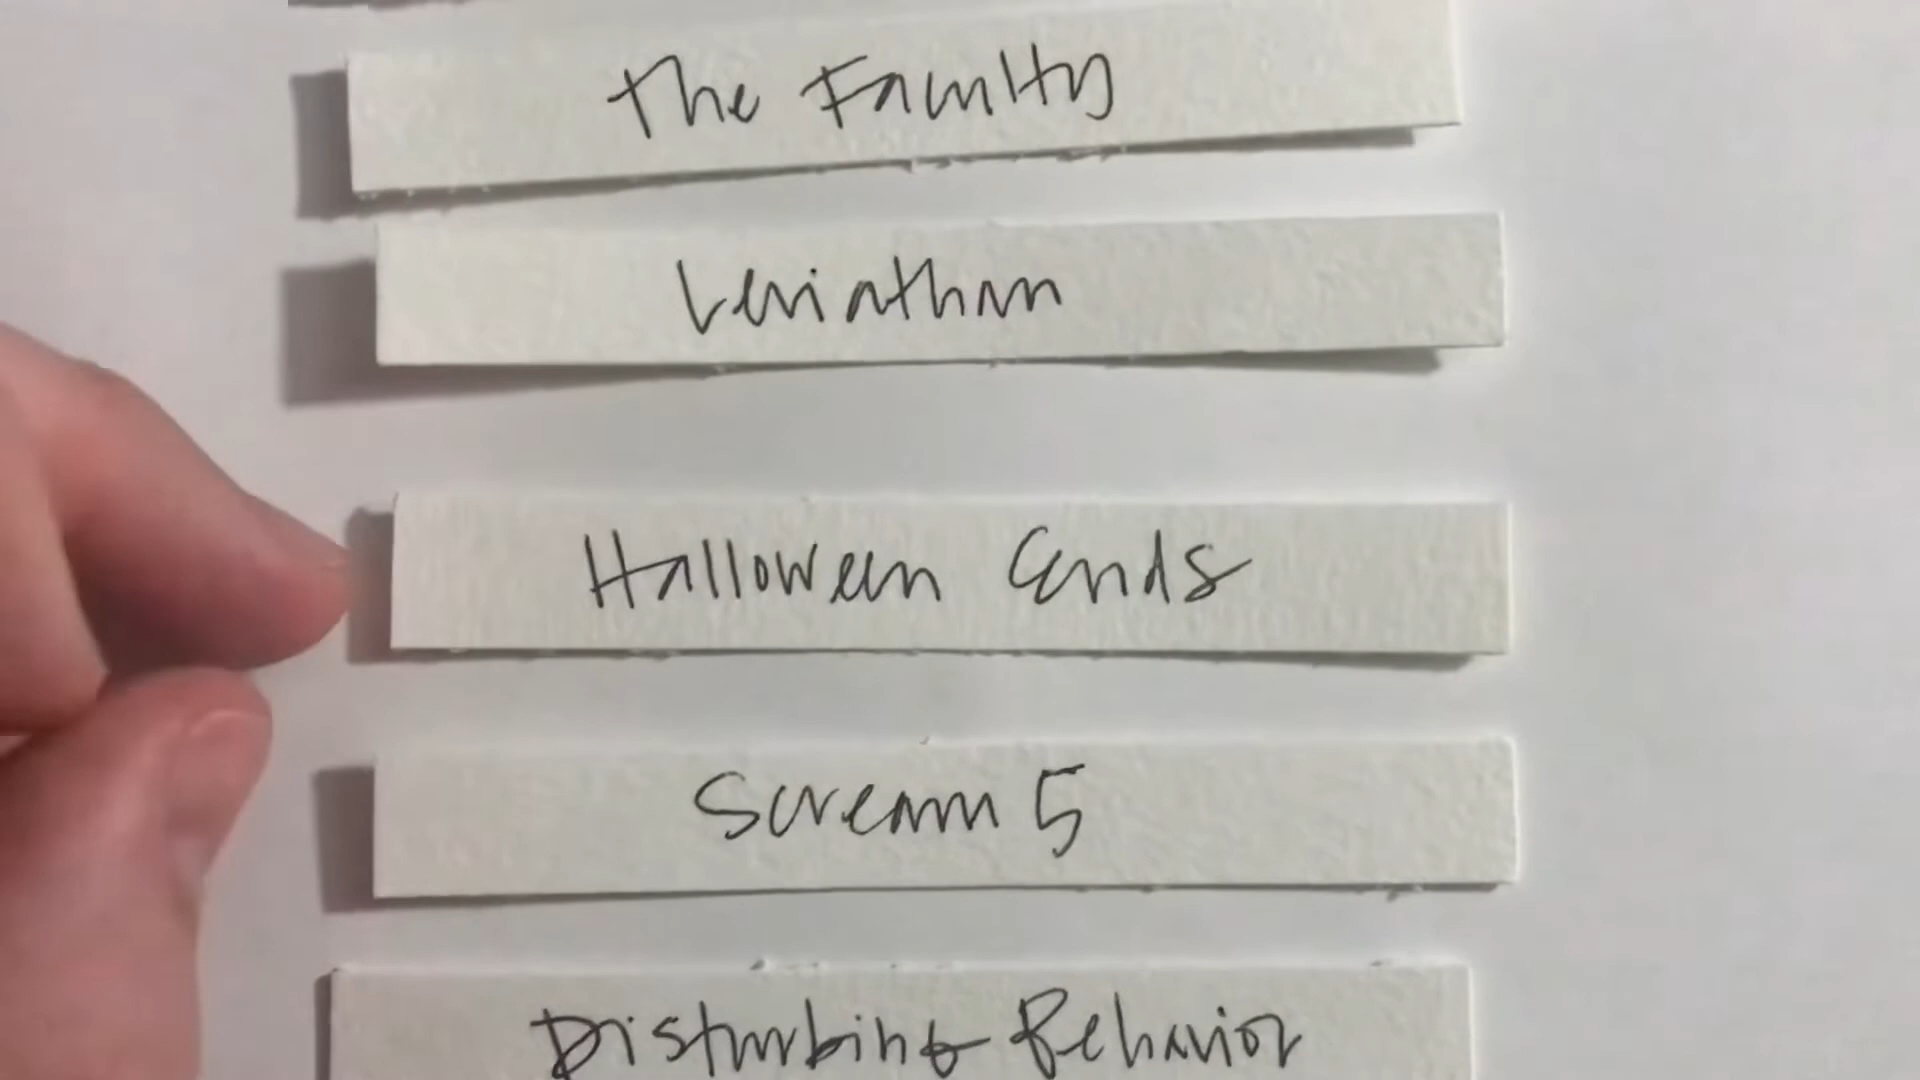 The Faculty
Leviathan
Halloween Ends
Scream 5
Disturbing Behavior